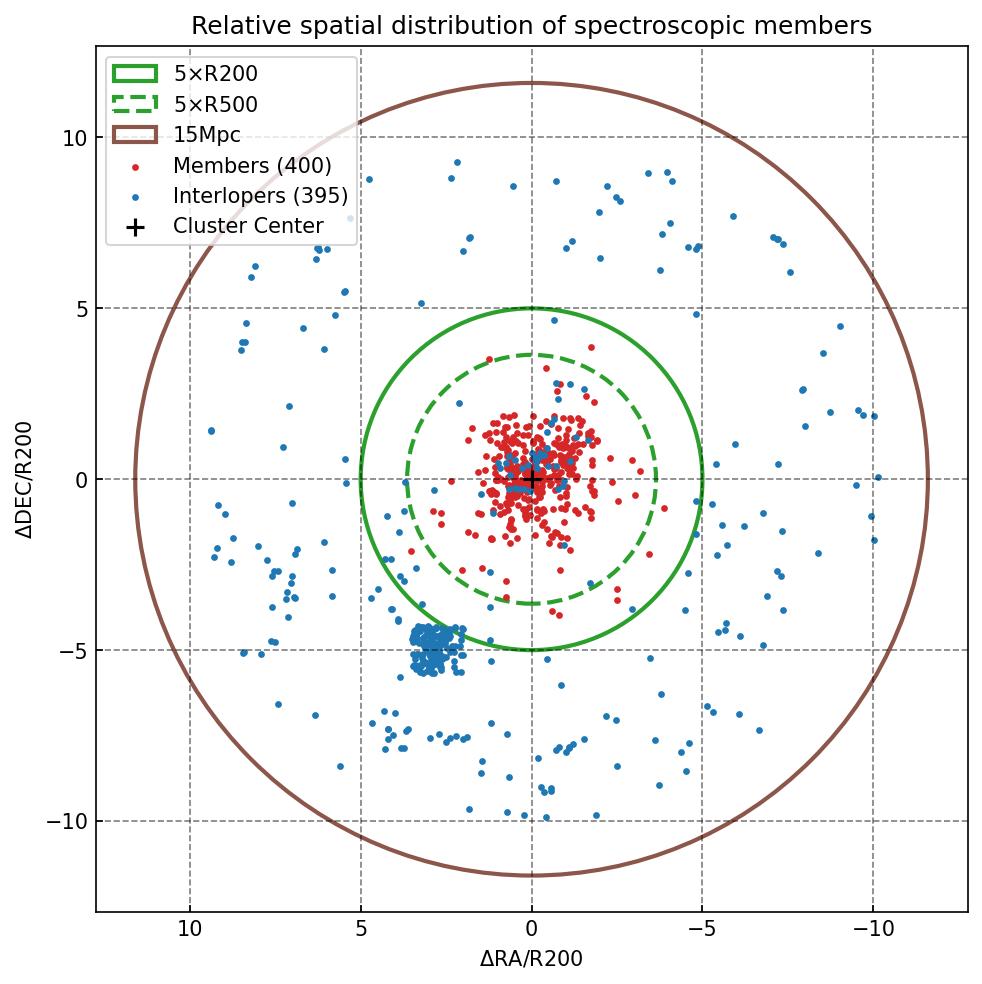 Relative spatial distribution of spectroscopic members
5×R200
5×R500
15Mpc
Members (400)
Interlopers (395)
Cluster Center
10
5
0
−5
−10
ΔDEC/R200
10
5
0
−5
−10
ΔRA/R200